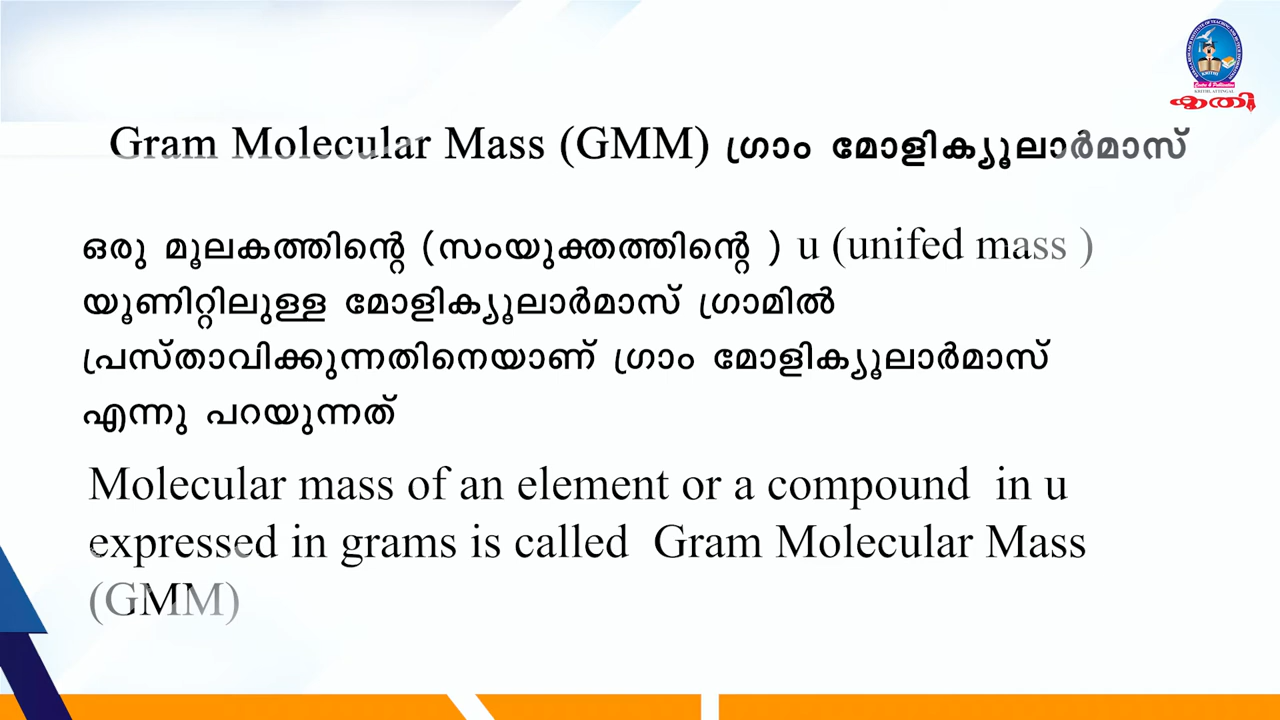 കൃതി
Gram Molecular Mass (GMM) ഗ്രാം മോളിക്യൂലാർമാസ്
ഒരു മൂലകത്തിന്റെ (സംയുക്തത്തിന്റെ ) u (unifed mass )
യൂണിറ്റിലുള്ള മോളിക്യൂലാർമാസ് ഗ്രാമിൽ
പ്രസ്താവിക്കുന്നതിനെയാണ് ഗ്രാം മോളിക്യൂലാർമാസ്
എന്നു പറയുന്നത്
Molecular mass of an element or a compound in u
expressed in grams is called Gram Molecular Mass
(GMM)